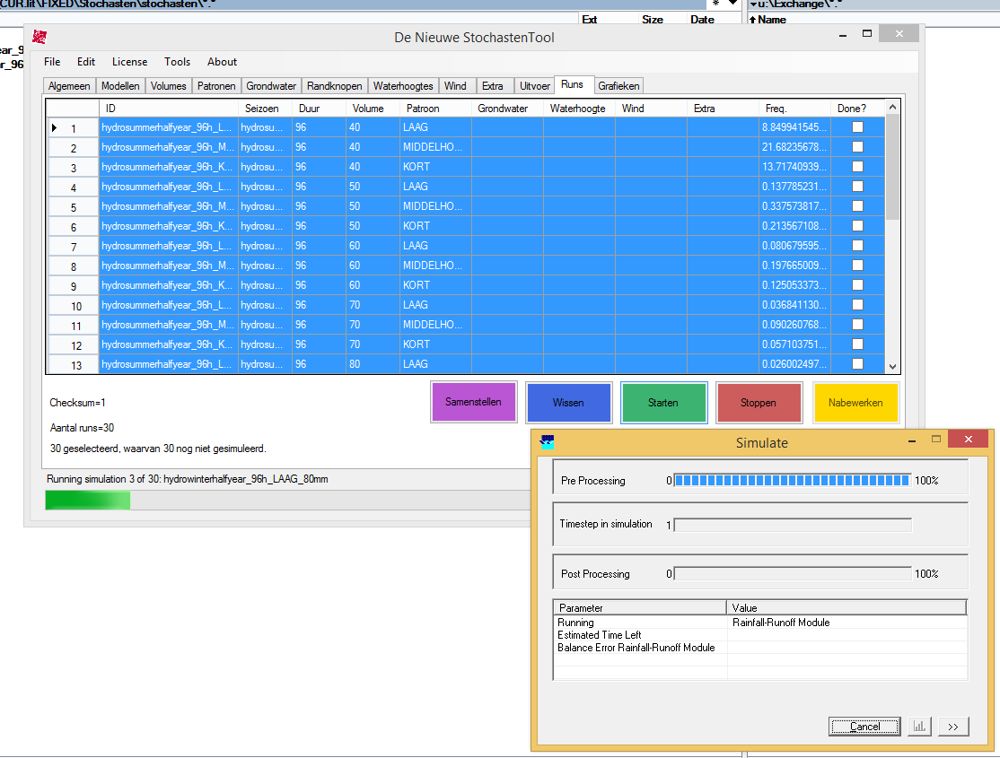 CUR.lit\FIXED\Stochasten\stochasten\*.*
u:\Exchange\*.*
Ext Size Date
Name
De Nieuwe StochastenTool
File Edit License Tools About
Algemeen Modellen Volumes Patronen Grondwater Randknopen Waterhoogtes Wind Extra Uitvoer Runs Grafieken
ID Seizoen Duur Volume Patroon Grondwater Waterhoogte Wind Extra Freq. Done?
1 hydrosummerhalfyear_96h_L... hydrosu... 96 40 LAAG 8.849941545...
2 hydrosummerhalfyear_96h_M... hydrosu... 96 40 MIDDELHO... 21.68235678...
3 hydrosummerhalfyear_96h_K... hydrosu... 96 40 KORT 13.71740939...
4 hydrosummerhalfyear_96h_L... hydrosu... 96 50 LAAG 0.137785231...
5 hydrosummerhalfyear_96h_M... hydrosu... 96 50 MIDDELHO... 0.337573817...
6 hydrosummerhalfyear_96h_K... hydrosu... 96 50 KORT 0.213567108...
7 hydrosummerhalfyear_96h_L... hydrosu... 96 60 LAAG 0.080679595...
8 hydrosummerhalfyear_96h_M... hydrosu... 96 60 MIDDELHO... 0.197665009...
9 hydrosummerhalfyear_96h_K... hydrosu... 96 60 KORT 0.125053373...
10 hydrosummerhalfyear_96h_L... hydrosu... 96 70 LAAG 0.036841130...
11 hydrosummerhalfyear_96h_M... hydrosu... 96 70 MIDDELHO... 0.090260768...
12 hydrosummerhalfyear_96h_K... hydrosu... 96 70 KORT 0.057103751...
13 hydrosummerhalfyear_96h_L... hydrosu... 96 80 LAAG 0.026002497...
Checksum=1
Samenstellen Wissen Starten Stoppen Nabewerken
Aantal runs=30
30 geselecteerd, waarvan 30 nog niet gesimuleerd.
Running simulation 3 of 30: hydrowinterhalfyear_96h_LAAG_80mm
Simulate
Pre Processing 0 100%
Timestep in simulation 1
Post Processing 0 100%
Parameter Value
Running Rainfall-Runoff Module
Estimated Time Left
Balance Error Rainfall-Runoff Module
Cancel >>